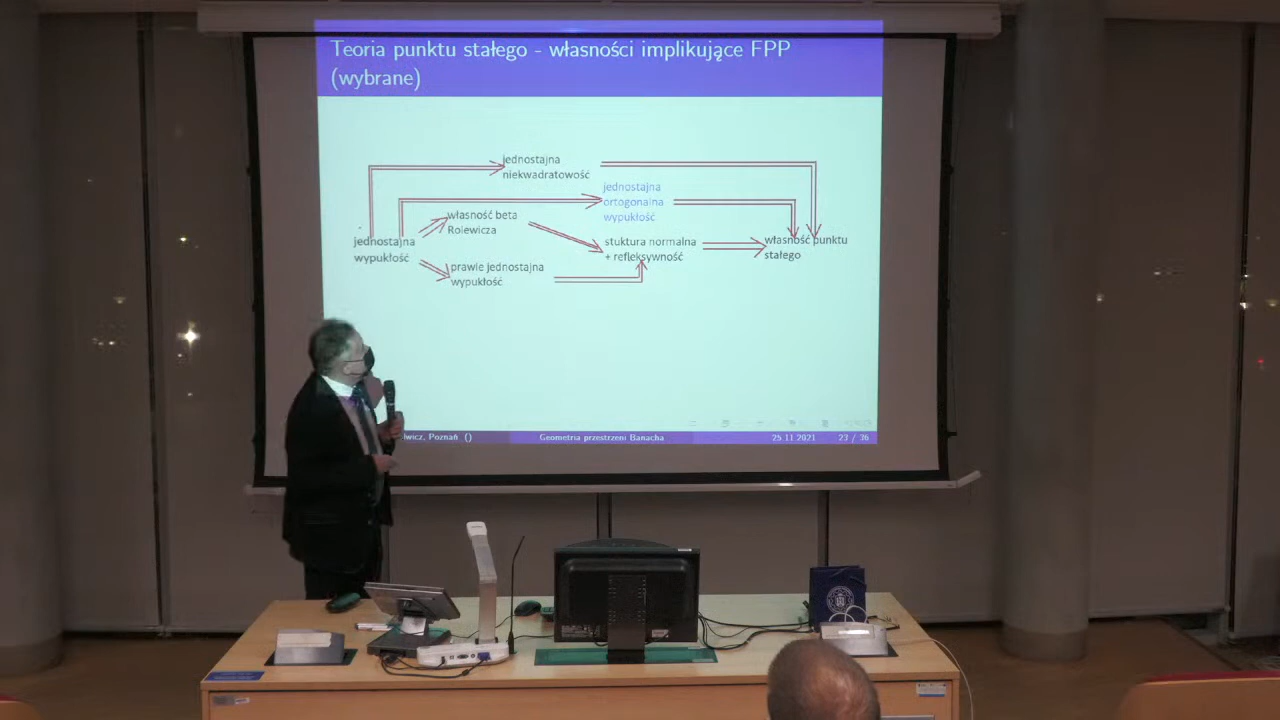 Teoria punktu stałego - własności implikujące FPP
(wybrane)
jednostajna
niekwadratowość
jednostajna
ortogonalna
wypukłość
własność beta
Rolewicza
jednostajna
wypukłość
stuktura normalna
+ refleksywność
własność punktu
stałego
prawie jednostajna
wypukłość
Poznań ()
Geometria przestrzeni Banacha
25.11.2021
23 / 36